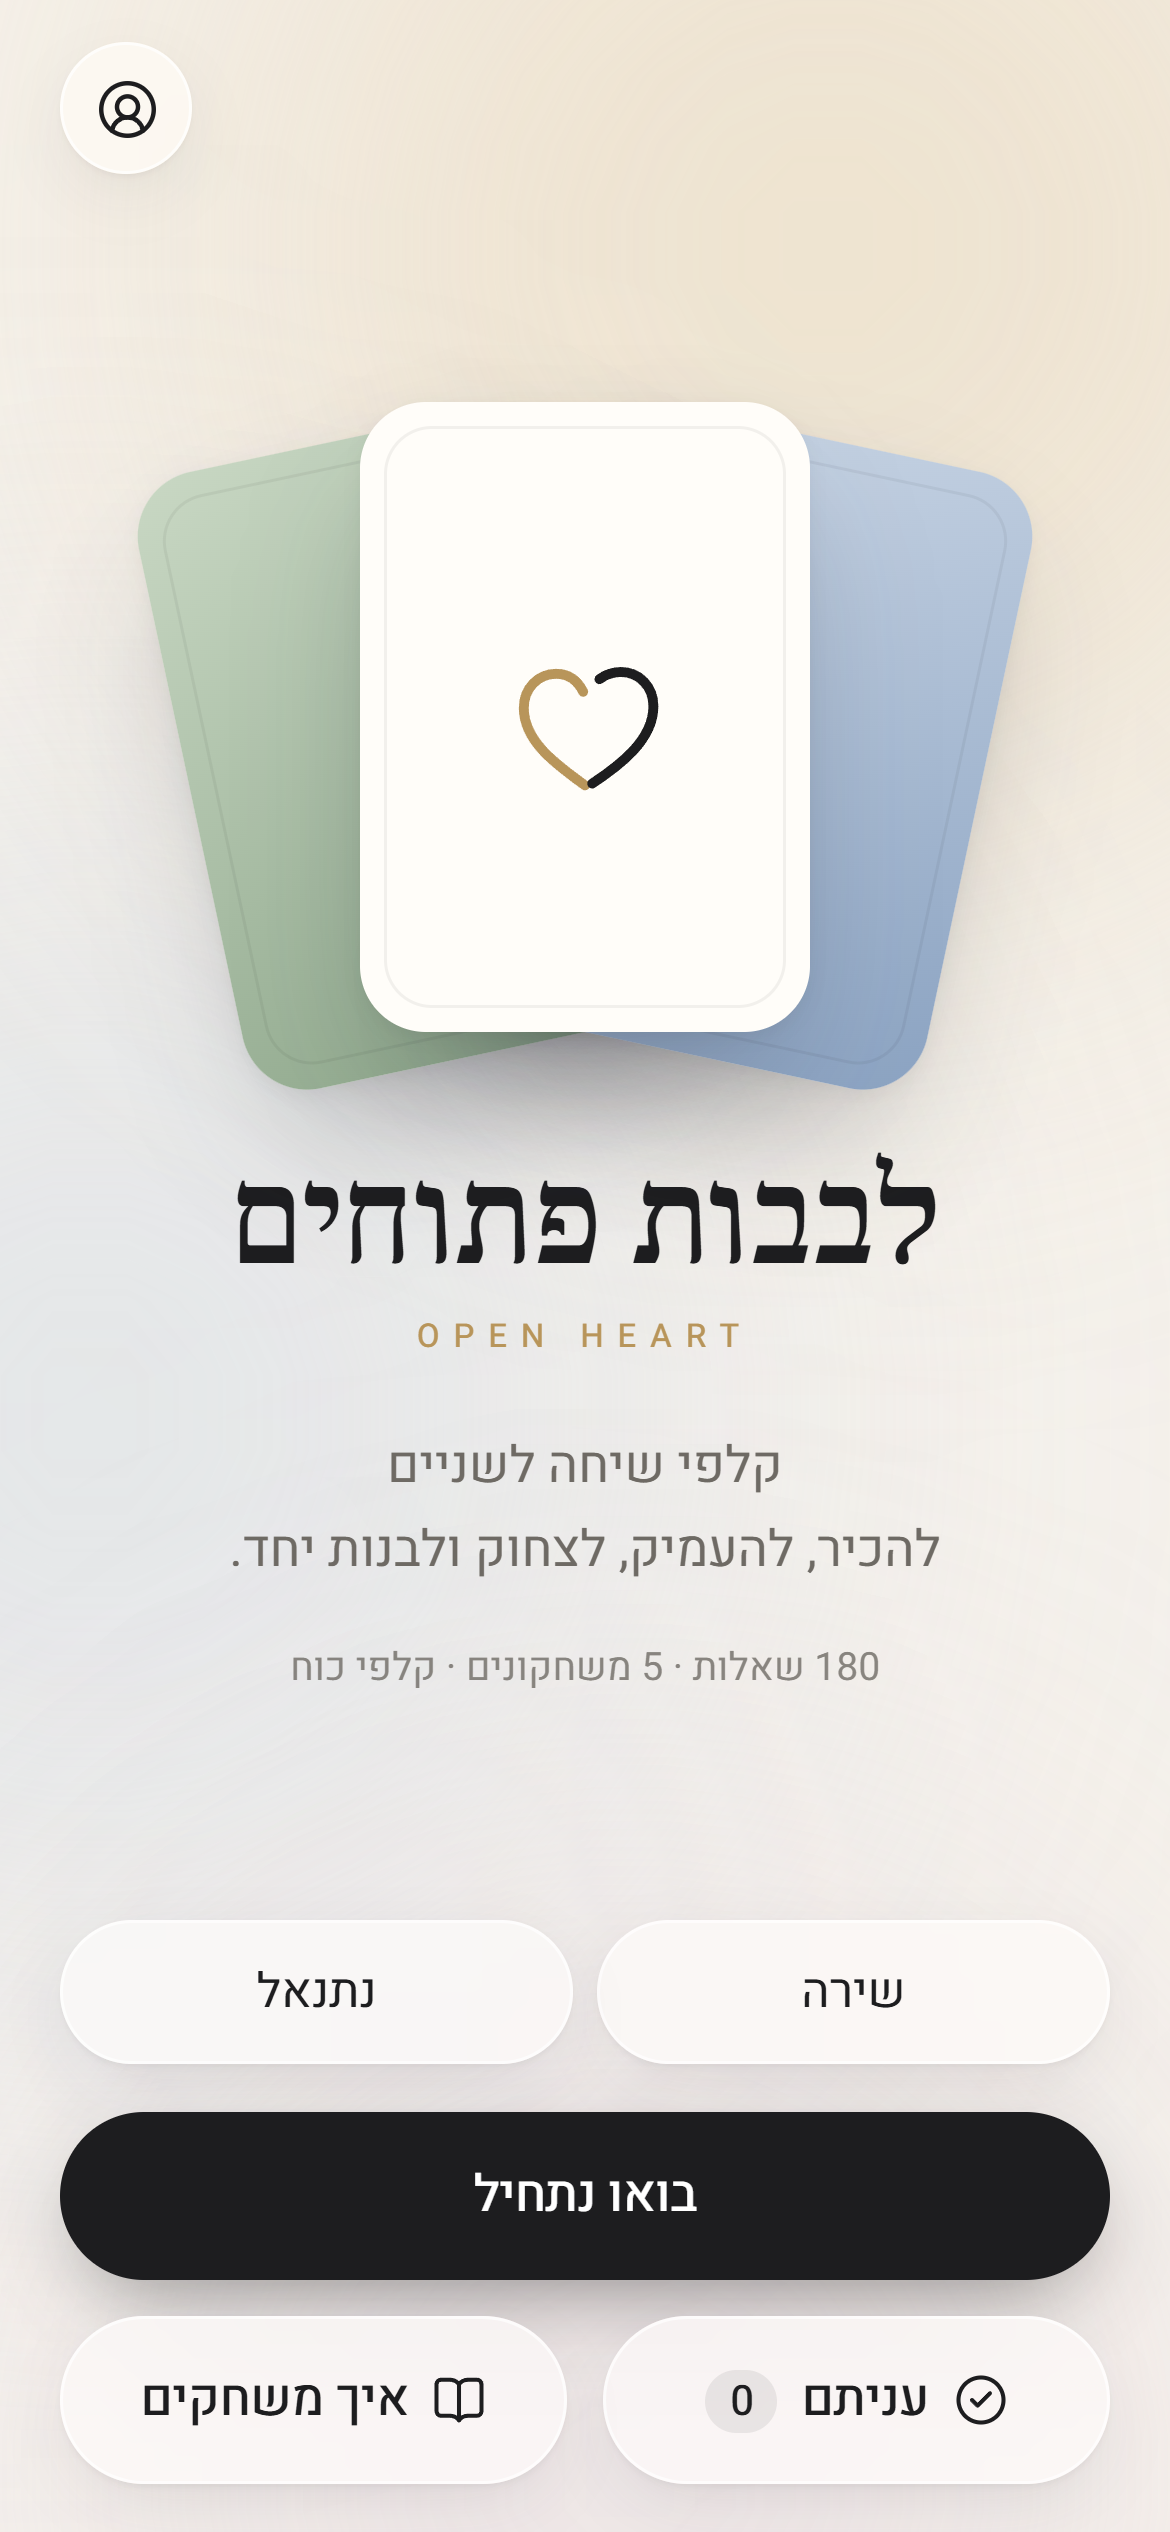 לבבות פתוחים
OPEN HEART
קלפי שיחה לשניים
להכיר, להעמיק, לצחוק ולבנות יחד.
180 שאלות · 5 משחקונים · קלפי כוח
שירה
נתנאל
בואו נתחיל
עניתם 0
איך משחקים